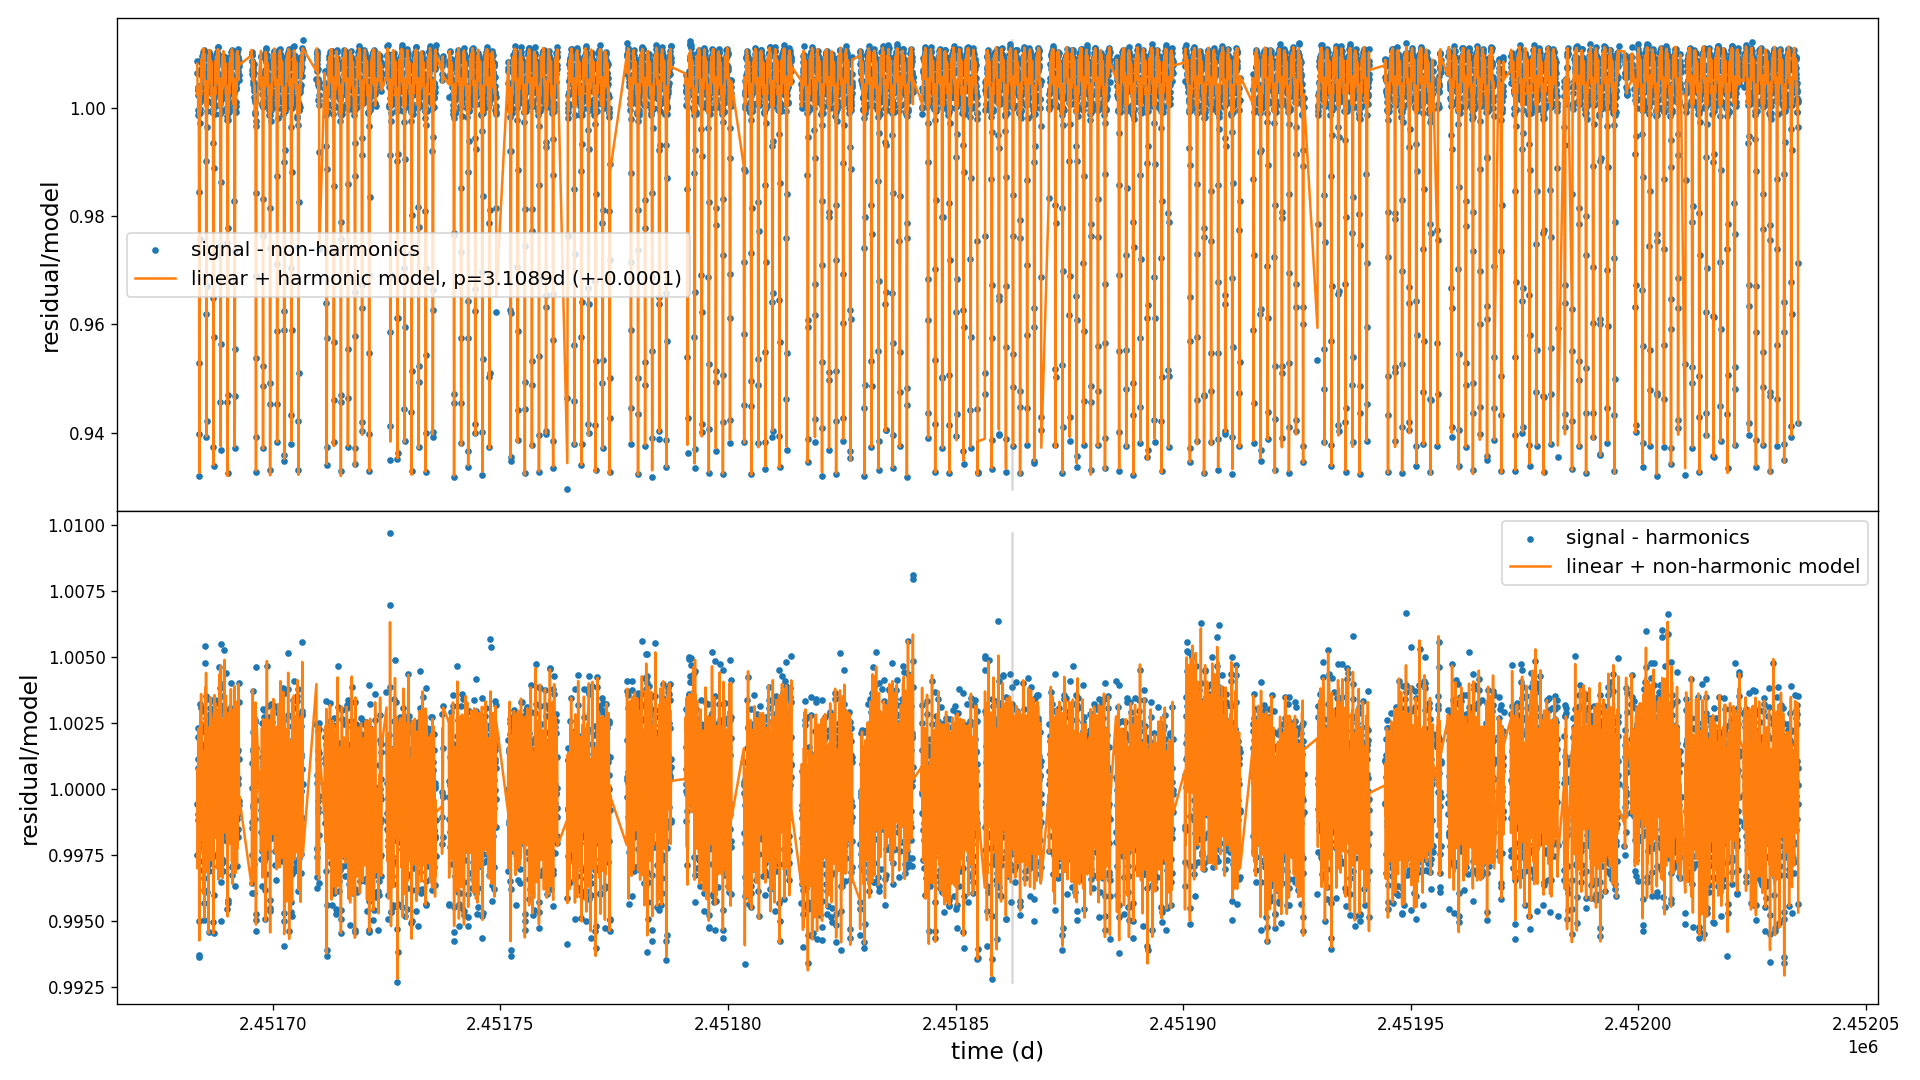 1.00
0.98
0.96
0.94
residual/model
signal - non-harmonics
linear + harmonic model, p=3.1089d (+-0.0001)
1.0100
1.0075
1.0050
1.0025
1.0000
0.9975
0.9950
0.9925
residual/model
signal - harmonics
linear + non-harmonic model
2.45170
2.45175
2.45180
2.45185
2.45190
2.45195
2.45200
2.45205
time (d)
1e6